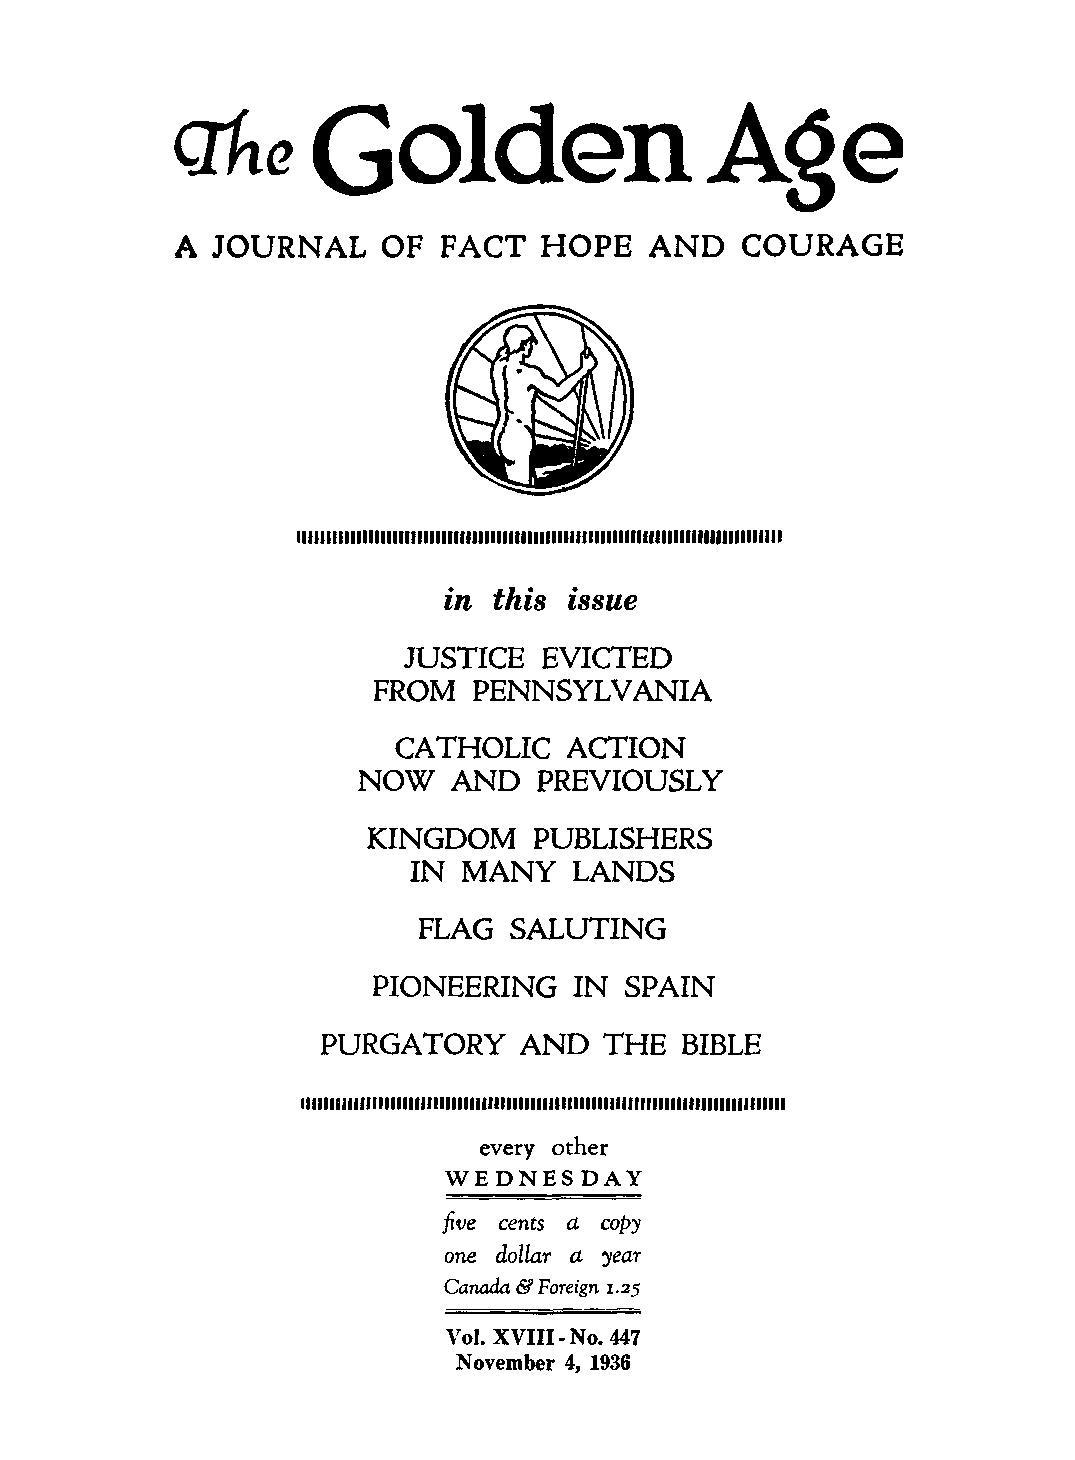 The Golden Age
A JOURNAL OF FACT HOPE AND COURAGE
in this issue
JUSTICE EVICTED
FROM PENNSYLVANIA
CATHOLIC ACTION
NOW AND PREVIOUSLY
KINGDOM PUBLISHERS
IN MANY LANDS
FLAG SALUTING
PIONEERING IN SPAIN
PURGATORY AND THE BIBLE
every other
WEDNESDAY
five cents a copy
one dollar a year
Canada & Foreign 1.25
Vol. XVIII - No. 447
November 4, 1936